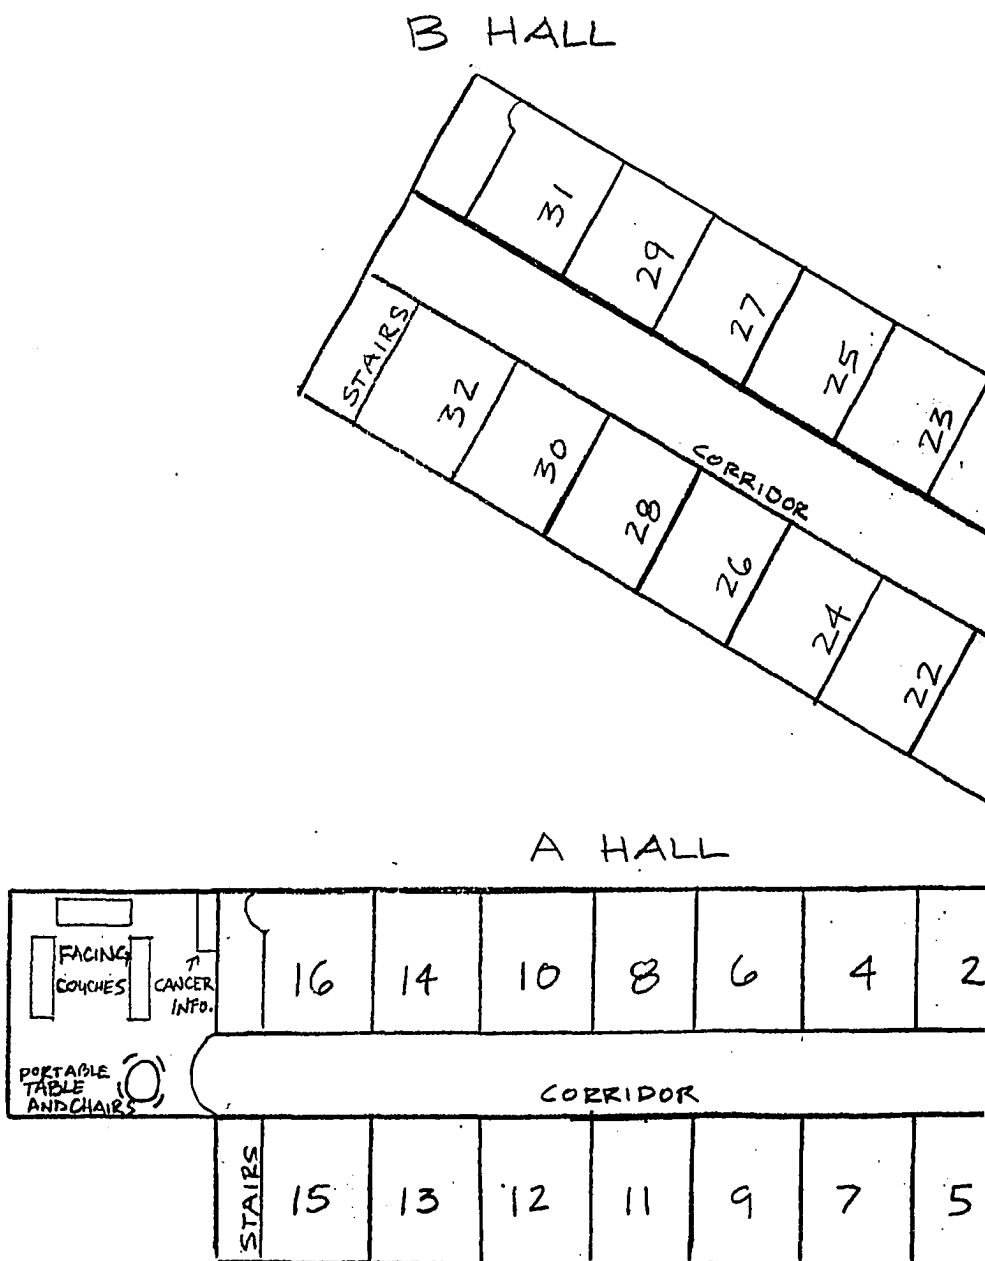 B HALL
31
29
27
25
23
STAIRS
32
30
28
26
24
22
CORRIDOR
A HALL
FACING
COUCHES
CANCER
INFO.
PORTABLE
TABLE
AND CHAIRS
16
14
10
8
6
4
2
CORRIDOR
STAIRS
15
13
12
11
9
7
5